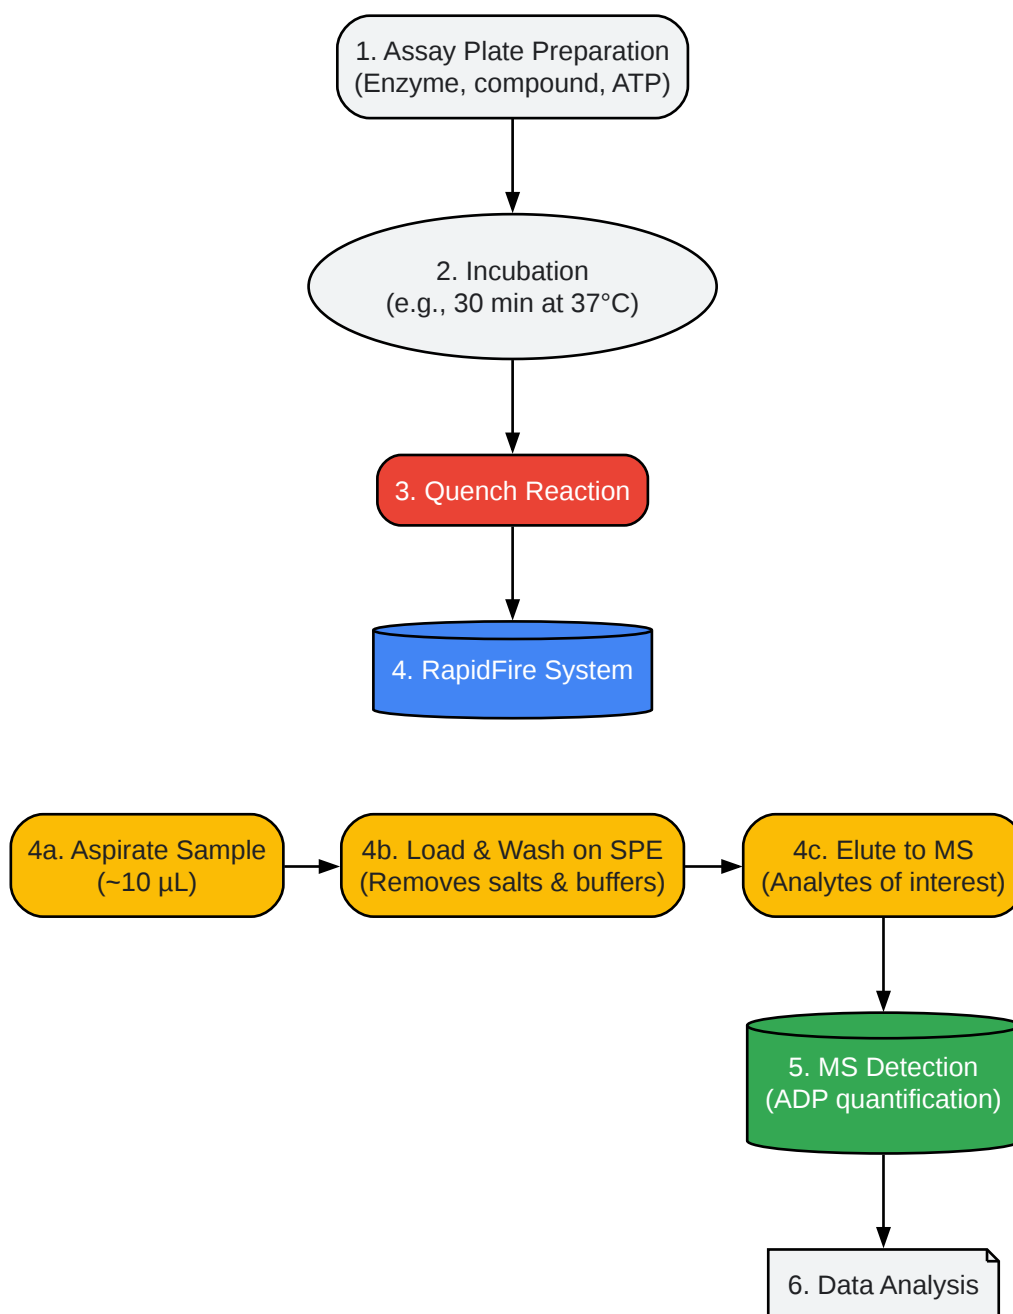 1. Assay Plate Preparation
(Enzyme, compound, ATP)
2. Incubation
(e.g., 30 min at 37°C)
3. Quench Reaction
4. RapidFire System
4a. Aspirate Sample
(~10 µL)
4b. Load & Wash on SPE
(Removes salts & buffers)
4c. Elute to MS
(Analytes of interest)
5. MS Detection
(ADP quantification)
6. Data Analysis